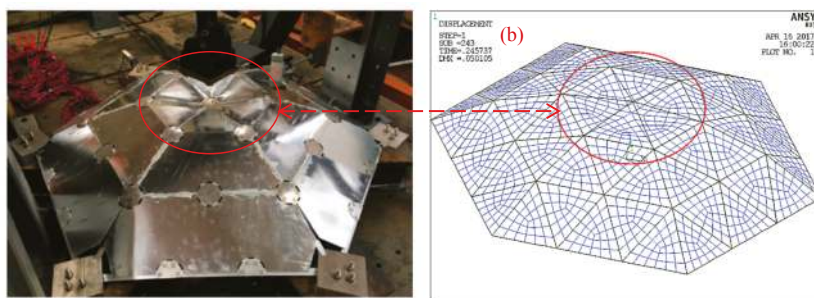 1
DISPLACEMENT
STEP=1
SUB =243
TIME=.245737
DMX =.050105
(b)
ANSY
APR 16 2017
16:00:22
PLOT NO. 1